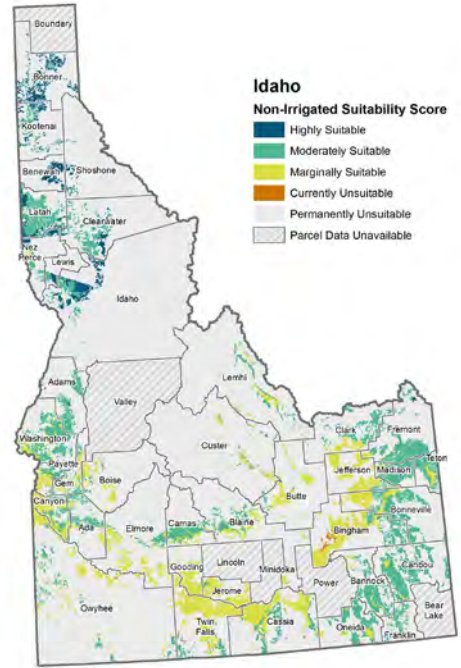 Idaho
Non-Irrigated Suitability Score
Highly Suitable
Moderately Suitable
Marginally Suitable
Currently Unsuitable
Permanently Unsuitable
Parcel Data Unavailable
Boundary
Bonner
Kootenai
Benewah
Shoshone
Latah
Clearwater
Nez
Perce
Lewis
Idaho
Lemhi
Adams
Valley
Washington
Payette
Gem
Boise
Custer
Clark
Fremont
Jefferson
Madison
Teton
Canyon
Ada
Elmore
Camas
Blaine
Butte
Bonneville
Bingham
Gooding
Lincoln
Minidoka
Jerome
Power
Bannock
Caribou
Owyhee
Twin
Falls
Cassia
Oneida
Franklin
Bear
Lake